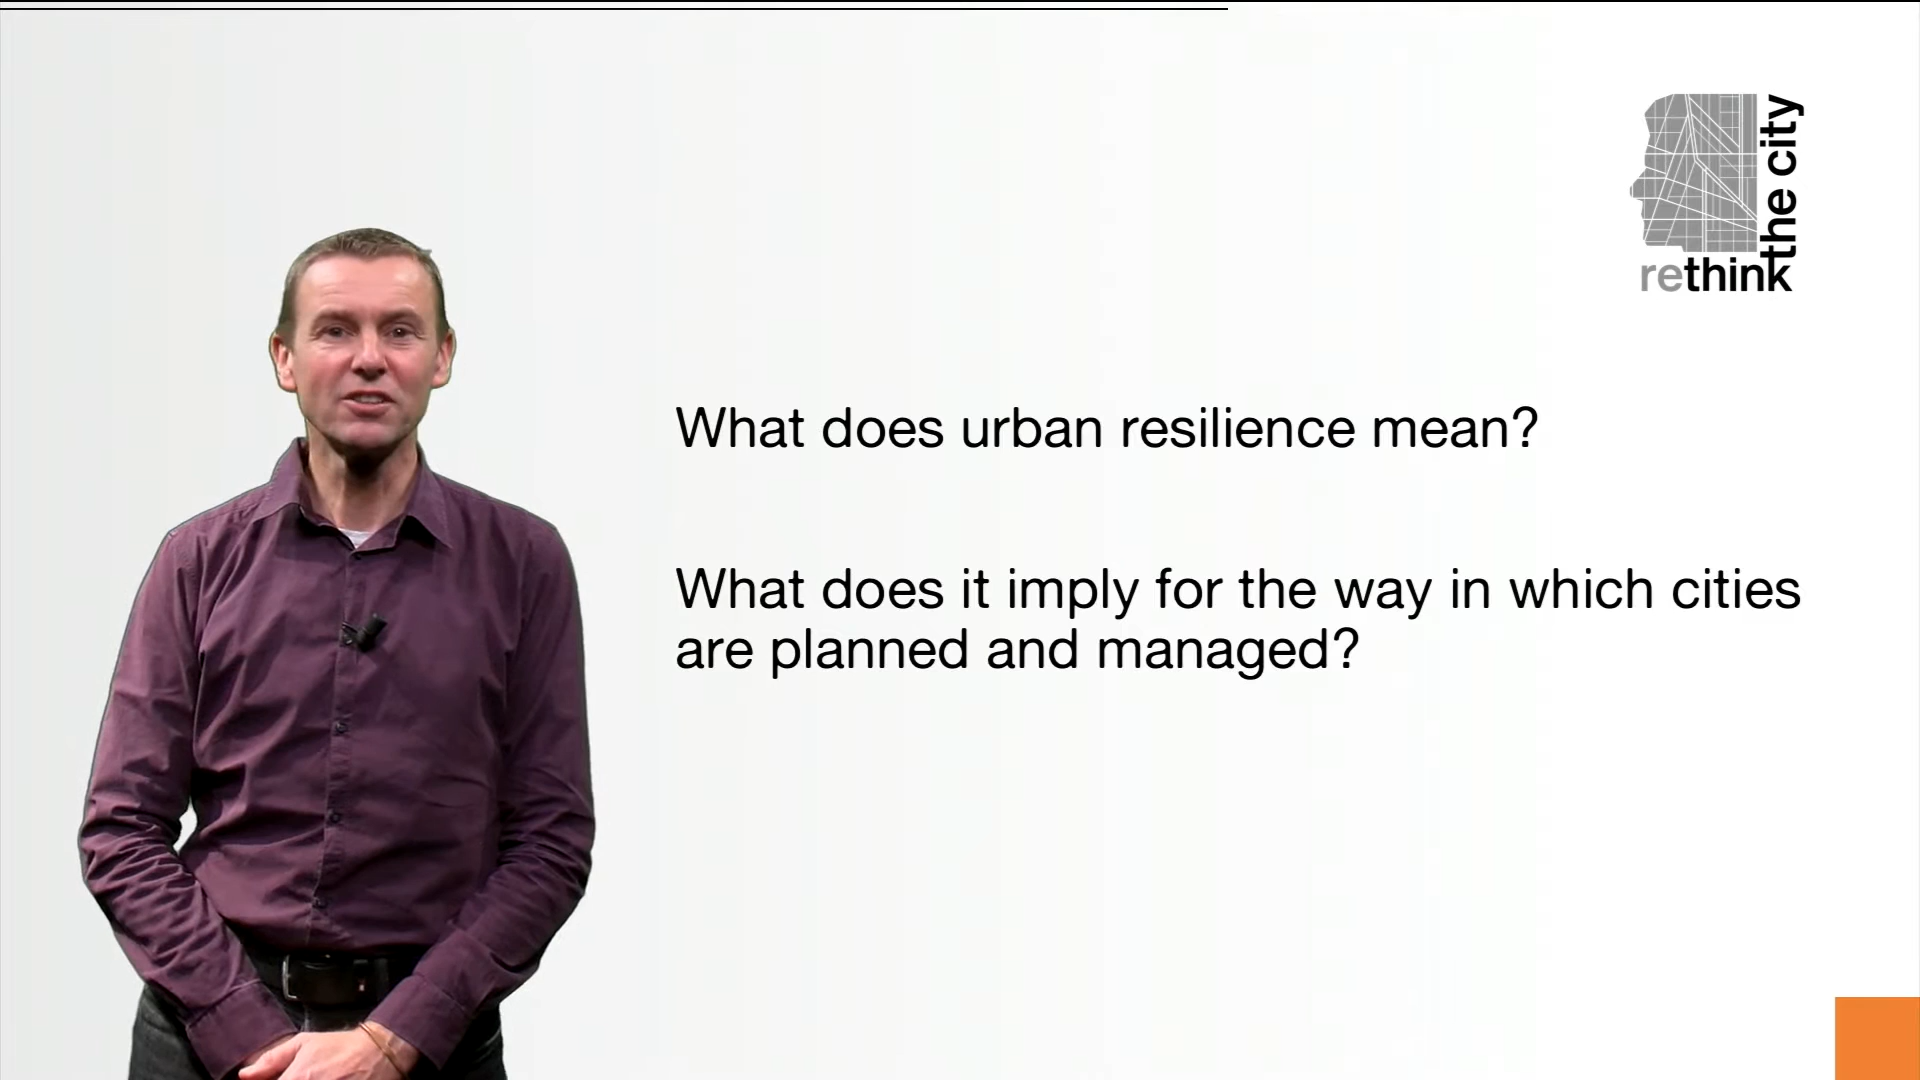 the city
rethink
What does urban resilience mean?
What does it imply for the way in which cities
are planned and managed?